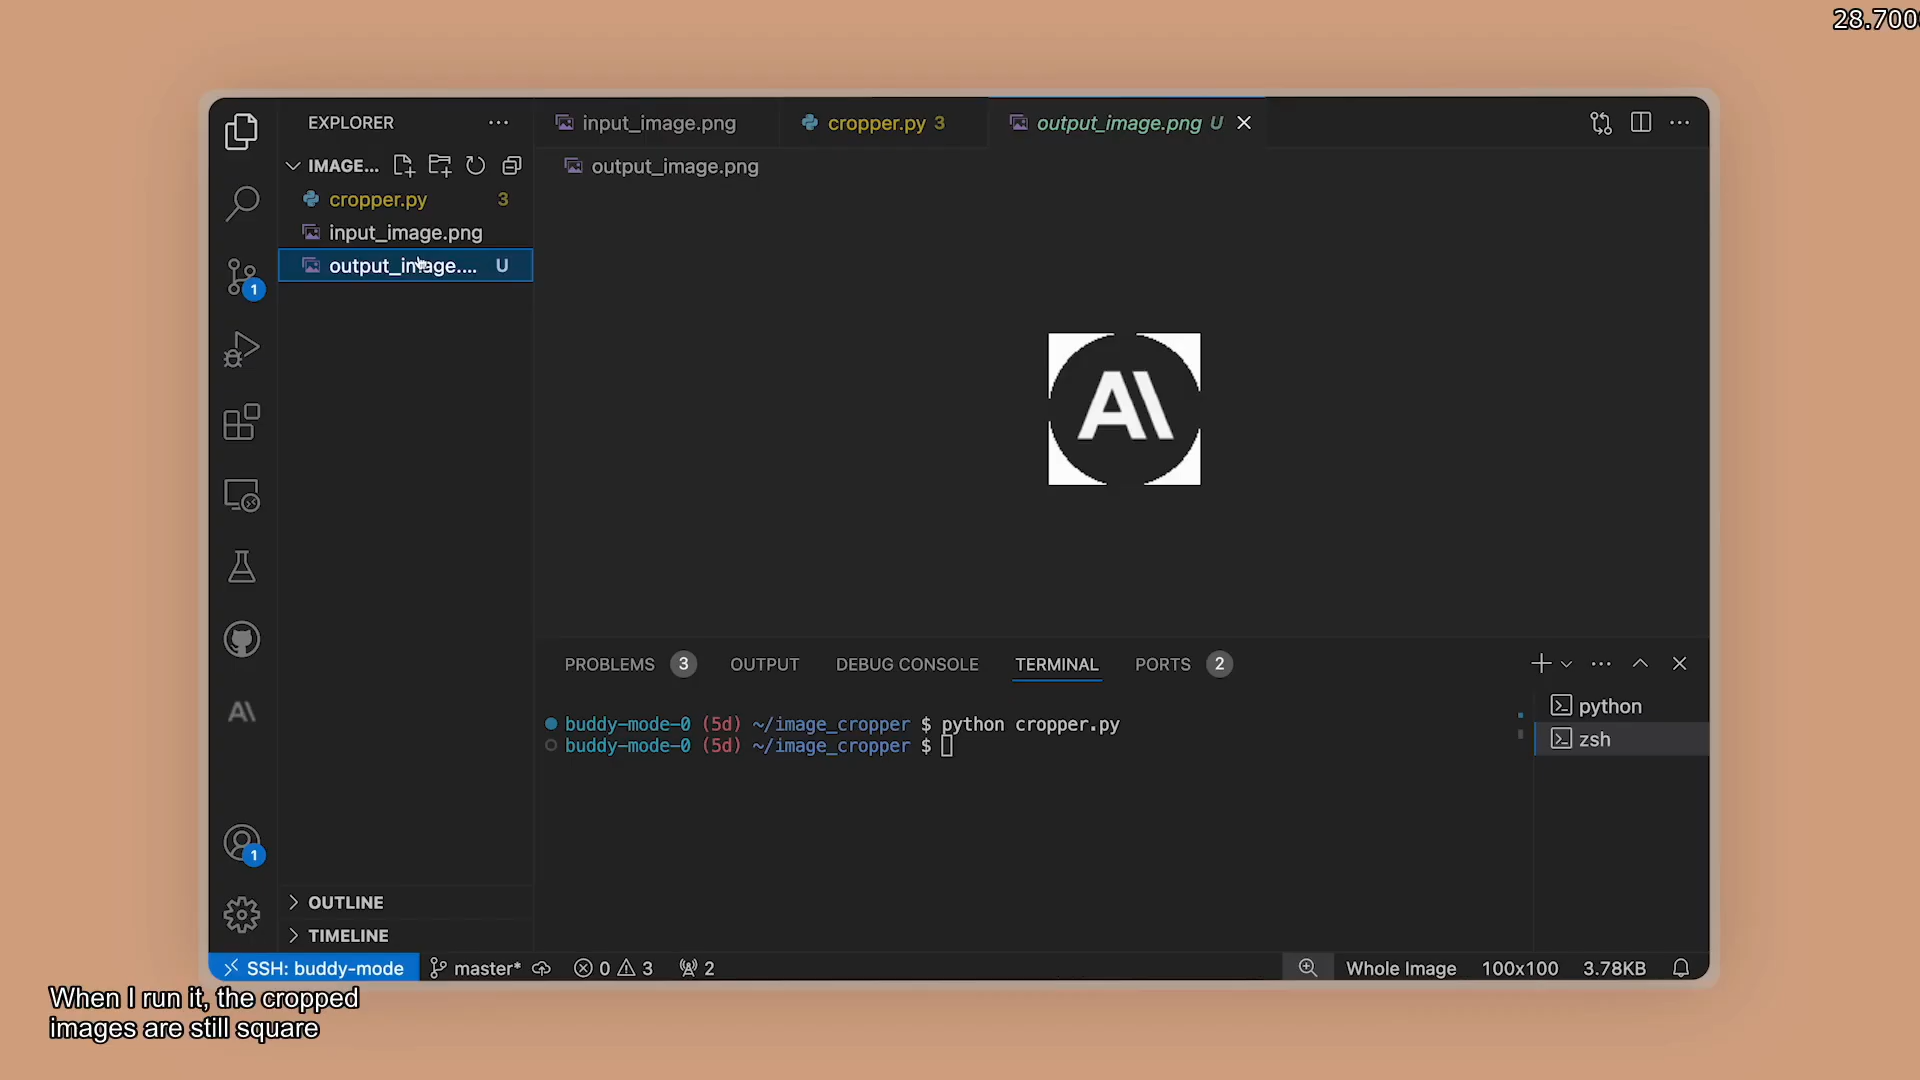 28.700
EXPLORER
IMAGE...
cropper.py 3
input_image.png
output_image.... U
input_image.png
cropper.py 3
output_image.png U
output_image.png
AI
1
PROBLEMS 3
OUTPUT
DEBUG CONSOLE
TERMINAL
PORTS 2
buddy-mode-0 (5d) ~/image_cropper $ python cropper.py
buddy-mode-0 (5d) ~/image_cropper $
python
zsh
AI
1
OUTLINE
TIMELINE
SSH: buddy-mode
master*
0
3
2
Whole Image
100x100
3.78KB
When I run it, the cropped
images are still square